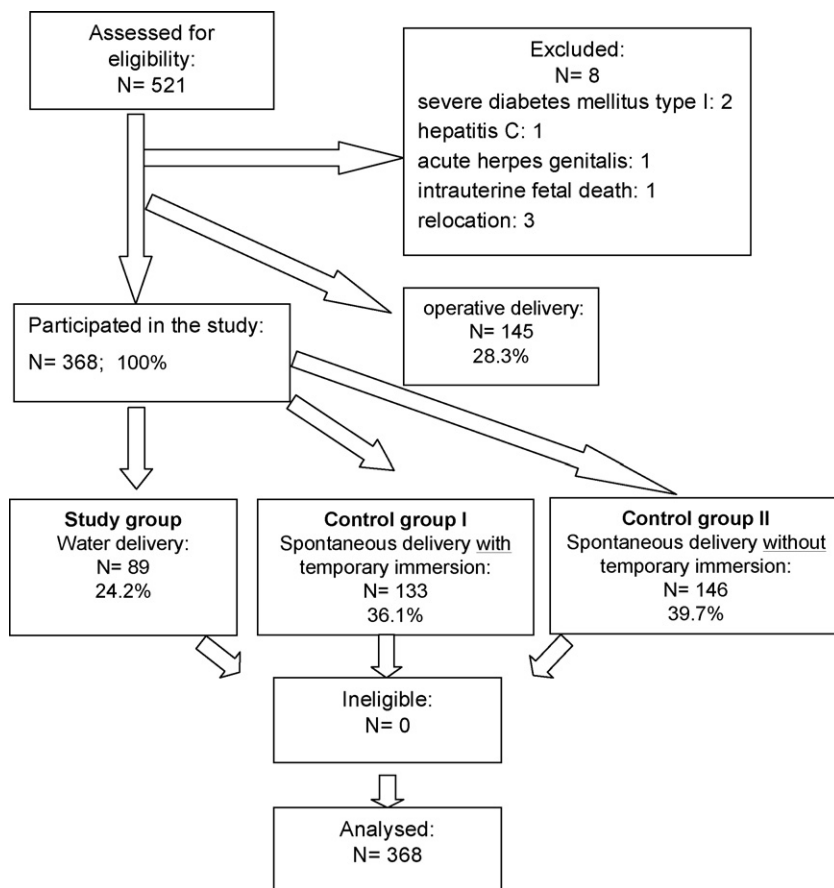 Assessed for
eligibility:
N= 521
Excluded:
N= 8
severe diabetes mellitus type I: 2
hepatitis C: 1
acute herpes genitalis: 1
intrauterine fetal death: 1
relocation: 3
operative delivery:
N= 145
28.3%
Participated in the study:
N= 368; 100%
Study group
Water delivery:
N= 89
24.2%
Control group I
Spontaneous delivery with
temporary immersion:
N= 133
36.1%
Control group II
Spontaneous delivery without
temporary immersion:
N= 146
39.7%
Ineligible:
N= 0
Analysed:
N= 368